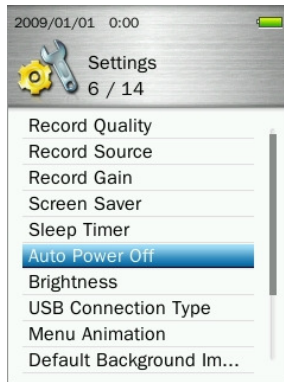 2009/01/01 0:00
Settings
6 / 14
Record Quality
Record Source
Record Gain
Screen Saver
Sleep Timer
Auto Power Off
Brightness
USB Connection Type
Menu Animation
Default Background Im...